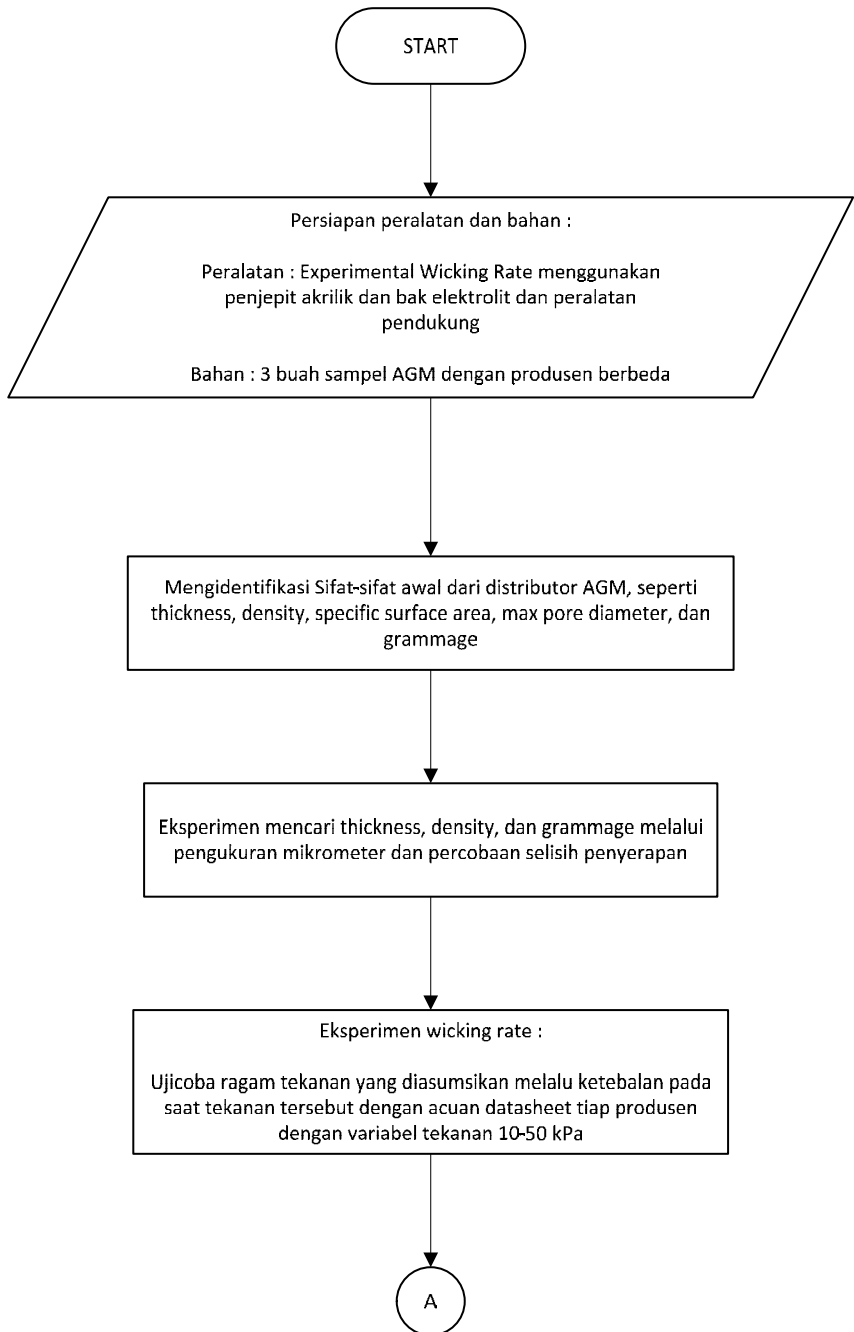 START
Persiapan peralatan dan bahan :
Peralatan : Experimental Wicking Rate menggunakan
penjepit akrilik dan bak elektrolit dan peralatan
pendukung
Bahan : 3 buah sampel AGM dengan produsen berbeda
Mengidentifikasi Sifat-sifat awal dari distributor AGM, seperti
thickness, density, specific surface area, max pore diameter, dan
grammage
Eksperimen mencari thickness, density, dan grammage melalui
pengukuran mikrometer dan percobaan selisih penyerapan
Eksperimen wicking rate :
Ujicoba ragam tekanan yang diasumsikan melalu ketebalan pada
saat tekanan tersebut dengan acuan datasheet tiap produsen
dengan variabel tekanan 10-50 kPa
A